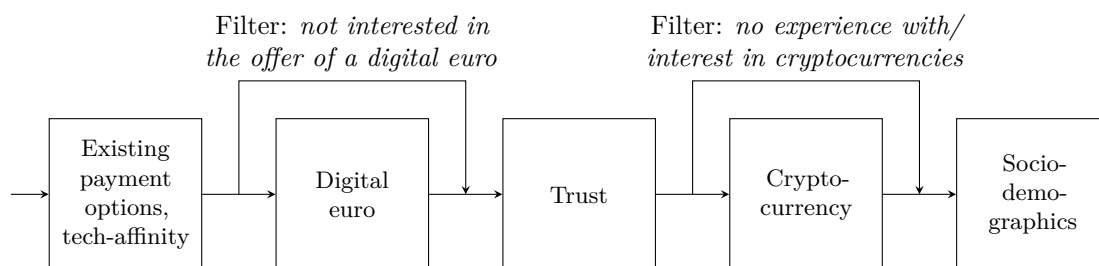 Filter: not interested in
the offer of a digital euro
Filter: no experience with/
interest in cryptocurrencies
Existing
payment
options,
tech-affinity
Digital
euro
Trust
Crypto-
currency
Socio-
demo-
graphics